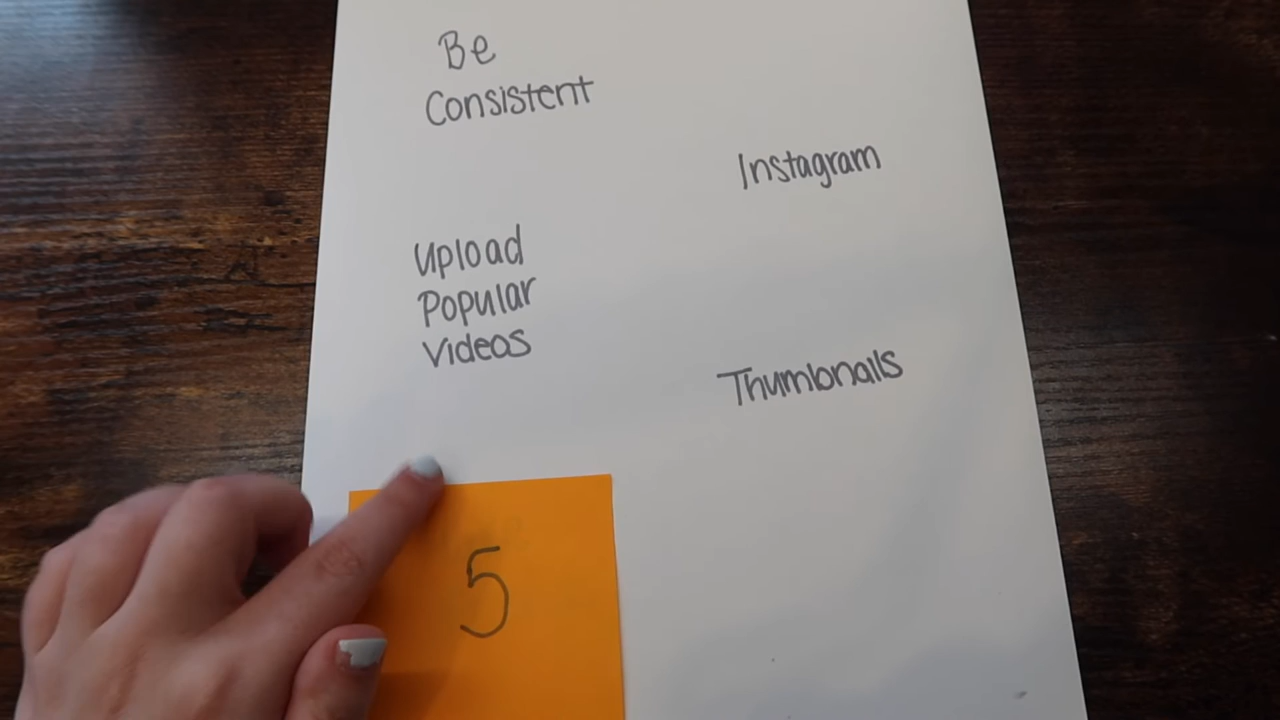 Be
Consistent
Instagram
Upload
Popular
Videos
Thumbnails
5